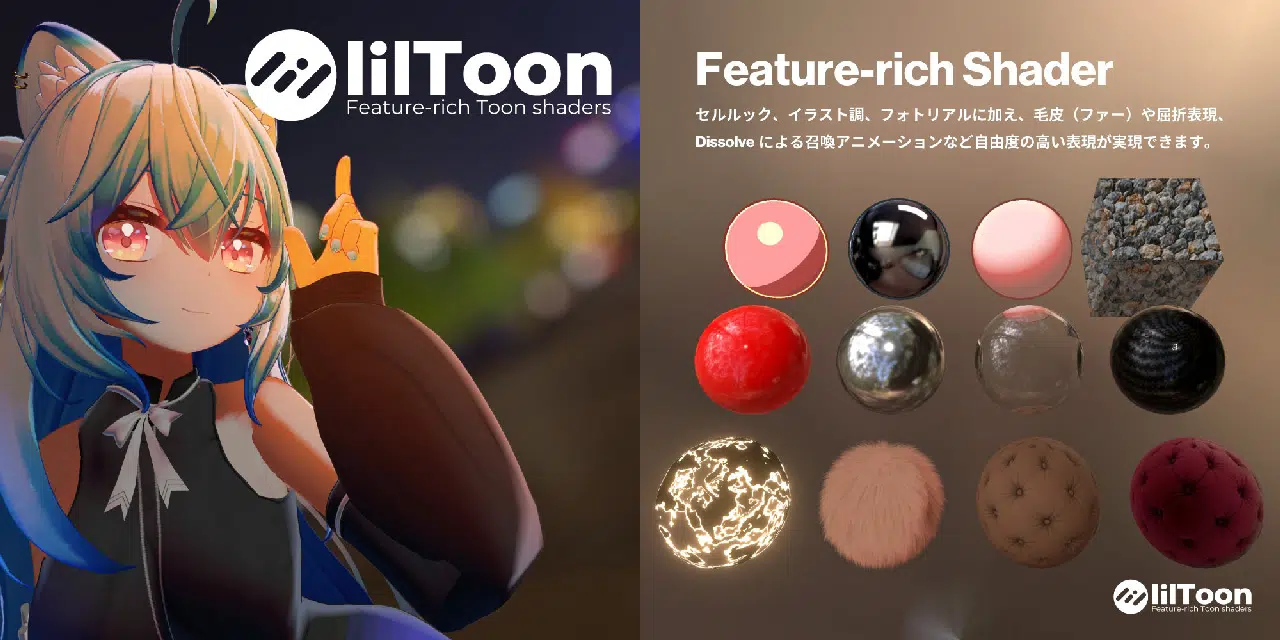 lilToon
Feature-rich Toon shaders
Feature-rich Shader
セルルック、イラスト調、フォトリアルに加え、毛皮（ファー）や屈折表現、
Dissolve による召喚アニメーションなど自由度の高い表現が実現できます。
lilToon
Feature-rich Toon shaders